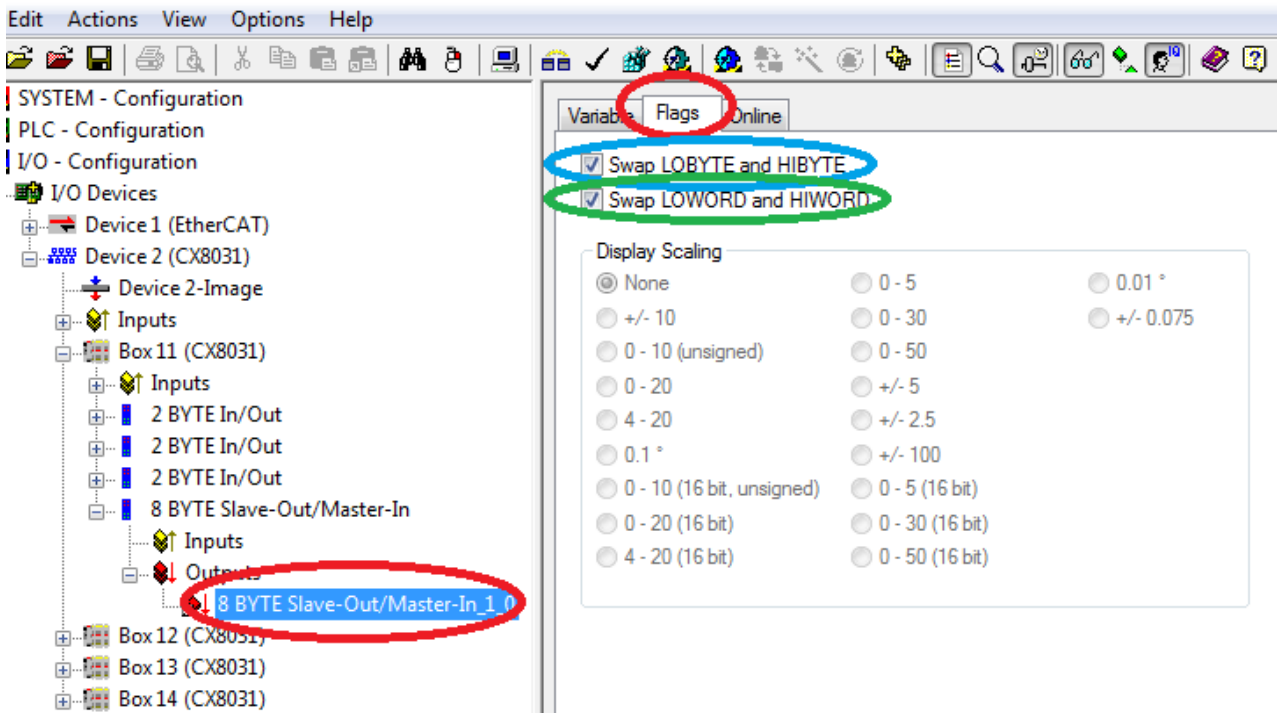 Edit Actions View Options Help
SYSTEM - Configuration
PLC - Configuration
I/O - Configuration
I/O Devices
Device 1 (EtherCAT)
Device 2 (CX8031)
Device 2-Image
Inputs
Box 11 (CX8031)
Inputs
2 BYTE In/Out
2 BYTE In/Out
2 BYTE In/Out
8 BYTE Slave-Out/Master-In
Inputs
Outputs
8 BYTE Slave-Out/Master-In_1_0
Box 12 (CX8031)
Box 13 (CX8031)
Box 14 (CX8031)
Variable Flags Online
Swap LOBYTE and HIBYTE
Swap LOWORD and HIWORD
Display Scaling
None 0 - 5 0.01 °
+/- 10 0 - 30 +/- 0.075
0 - 10 (unsigned) 0 - 50
0 - 20 +/- 5
4 - 20 +/- 2.5
0.1 ° +/- 100
0 - 10 (16 bit, unsigned) 0 - 5 (16 bit)
0 - 20 (16 bit) 0 - 30 (16 bit)
4 - 20 (16 bit) 0 - 50 (16 bit)